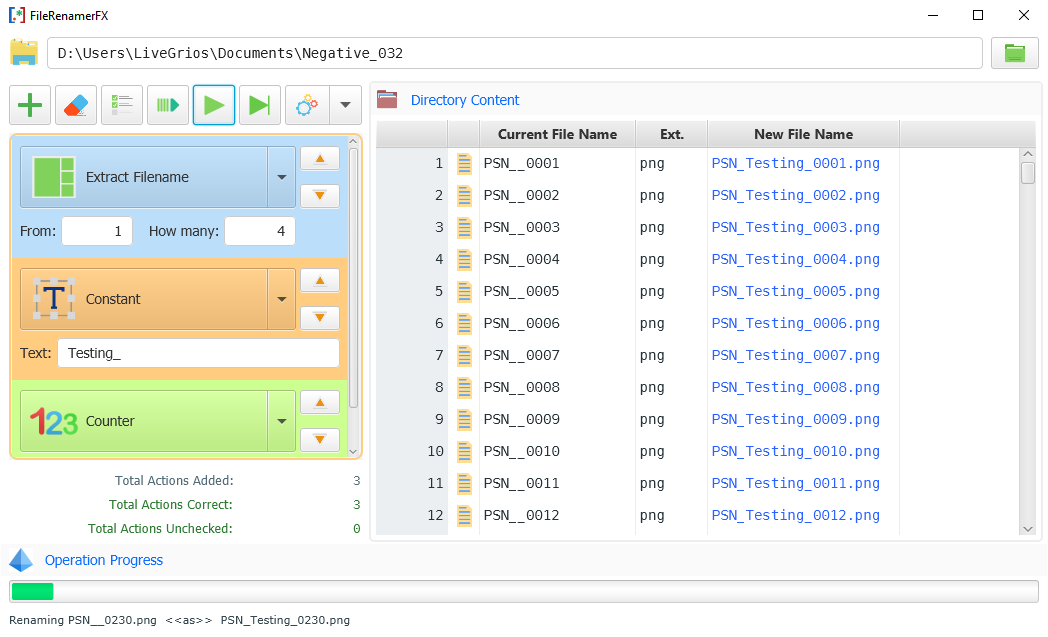 FileRenamerFX
D:\Users\LiveGrios\Documents\Negative_032
Directory Content
Extract Filename
From: 1 How many: 4
T Constant
Text: Testing_
123 Counter
Total Actions Added: 3
Total Actions Correct: 3
Total Actions Unchecked: 0
Current File Name Ext. New File Name
1 PSN__0001 png PSN_Testing_0001.png
2 PSN__0002 png PSN_Testing_0002.png
3 PSN__0003 png PSN_Testing_0003.png
4 PSN__0004 png PSN_Testing_0004.png
5 PSN__0005 png PSN_Testing_0005.png
6 PSN__0006 png PSN_Testing_0006.png
7 PSN__0007 png PSN_Testing_0007.png
8 PSN__0008 png PSN_Testing_0008.png
9 PSN__0009 png PSN_Testing_0009.png
10 PSN__0010 png PSN_Testing_0010.png
11 PSN__0011 png PSN_Testing_0011.png
12 PSN__0012 png PSN_Testing_0012.png
Operation Progress
Renaming PSN__0230.png <<as>> PSN_Testing_0230.png